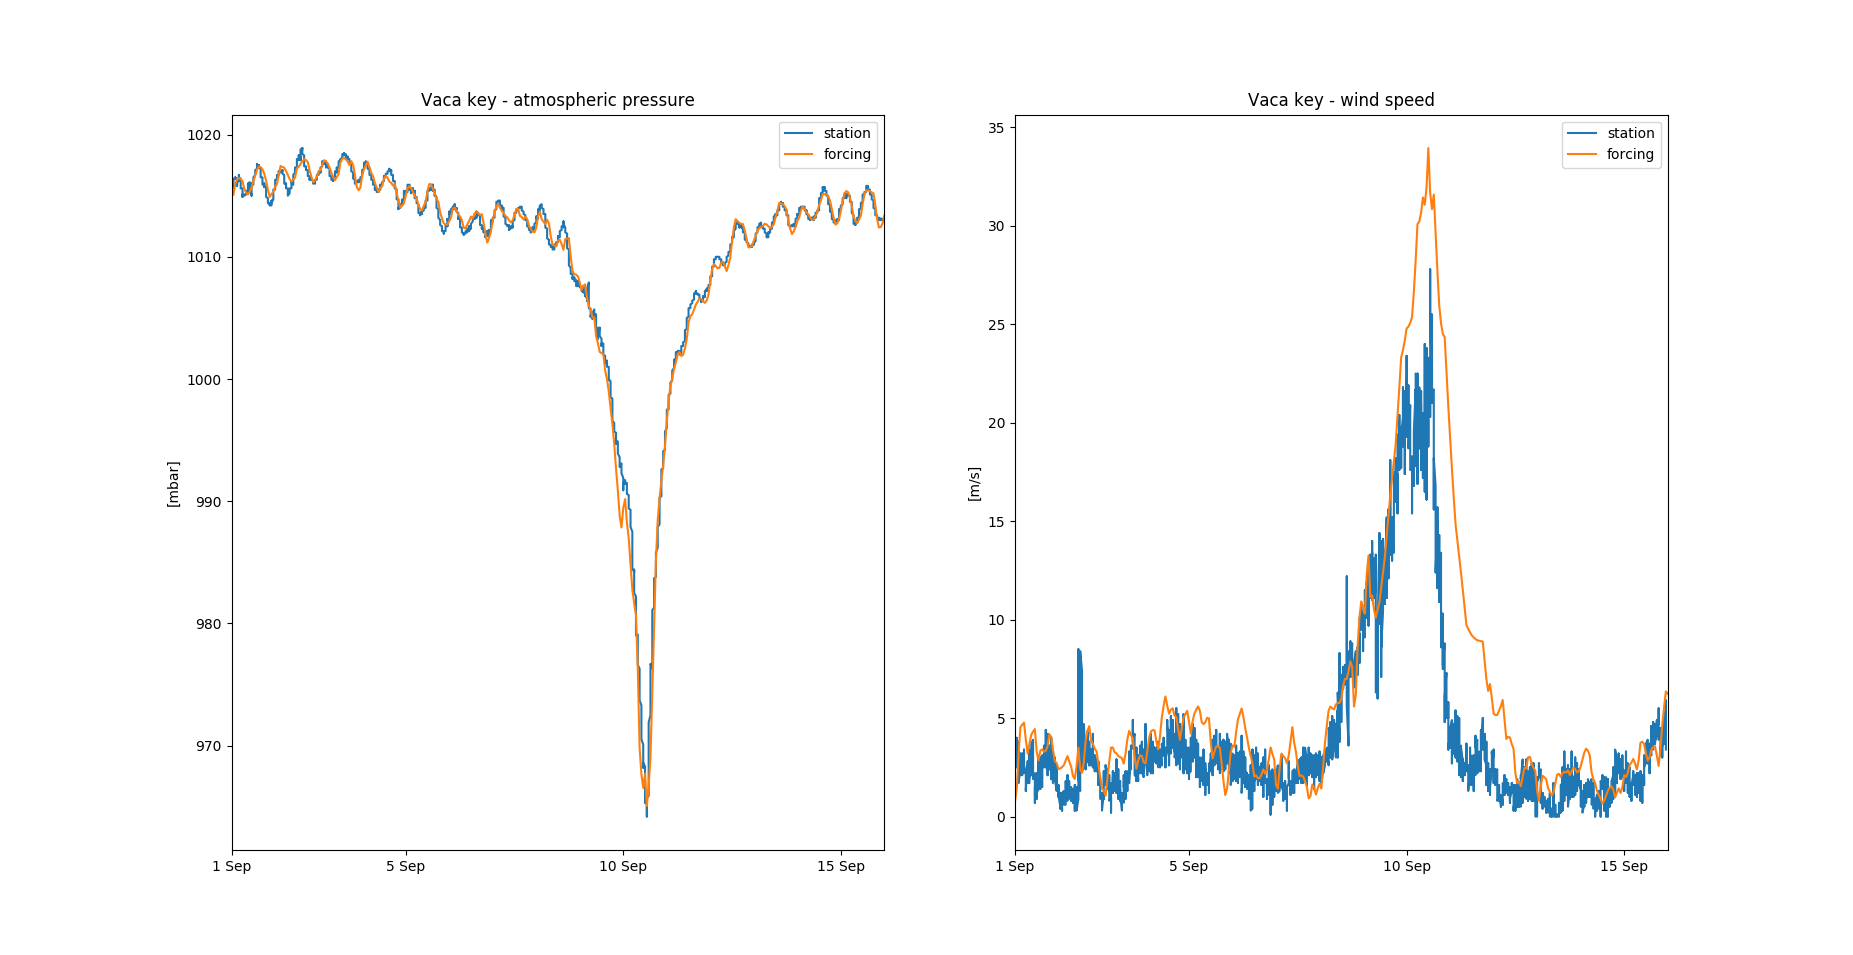 Vaca key - atmospheric pressure
station
forcing
1020
1010
1000
990
980
970
[mbar]
1 Sep
5 Sep
10 Sep
15 Sep
Vaca key - wind speed
station
forcing
35
30
25
20
15
10
5
0
[m/s]
1 Sep
5 Sep
10 Sep
15 Sep